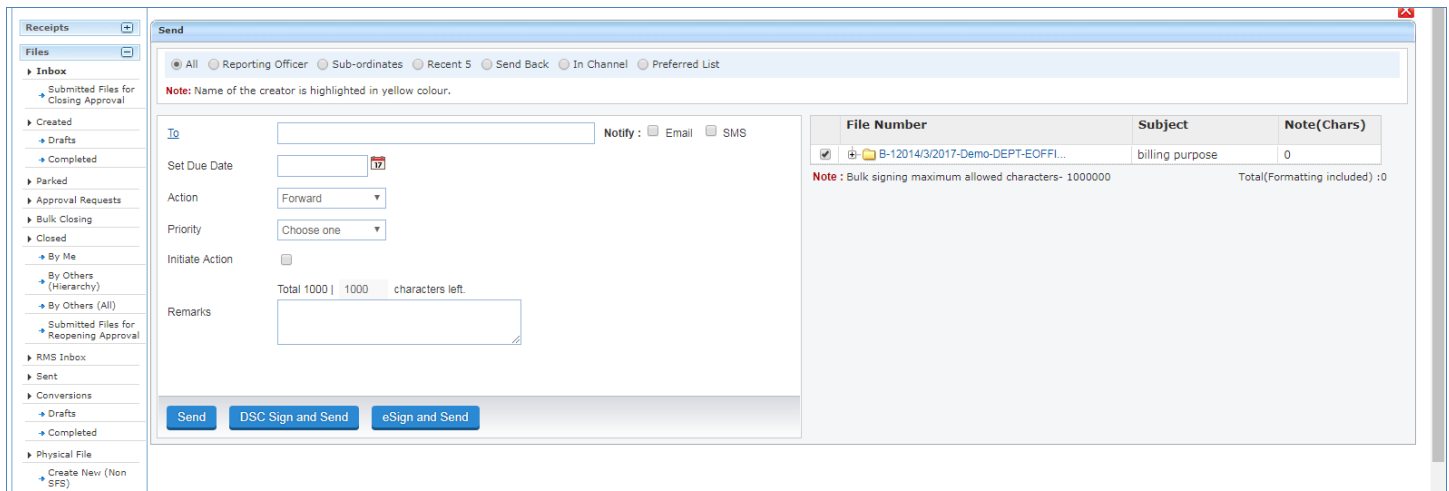 Receipts
Files
Inbox
Submitted Files for
Closing Approval
Created
Drafts
Completed
Parked
Approval Requests
Bulk Closing
Closed
By Me
By Others
(Hierarchy)
By Others (All)
Submitted Files for
Reopening Approval
RMS Inbox
Sent
Conversions
Drafts
Completed
Physical File
Create New (Non
SFS)
Send
All Reporting Officer Sub-ordinates Recent 5 Send Back In Channel Preferred List
Note: Name of the creator is highlighted in yellow colour.
To Notify : Email SMS
Set Due Date 17
Action Forward
Priority Choose one
Initiate Action
Total 1000 | 1000 characters left.
Remarks
Send DSC Sign and Send eSign and Send
File Number Subject Note(Chars)
B-12014/3/2017-Demo-DEPT-EOFFI... billing purpose 0
Note : Bulk signing maximum allowed characters- 1000000 Total(Formatting included) :0